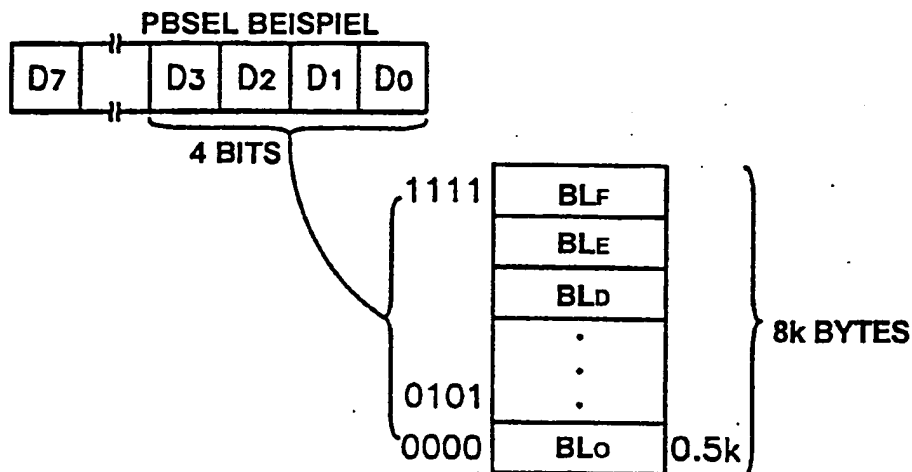 PBSEL BEISPIEL
D7 D3 D2 D1 D0
4 BITS
1111 BLF
BLE
BLD
8k BYTES
0101
0000 BL0 0.5k